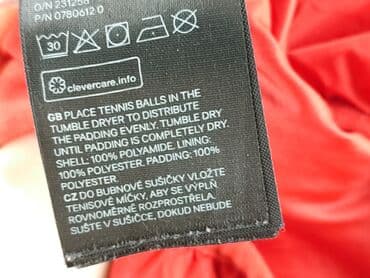 O/N 231258
P/N 0780612 0
30
clevercare.info
GB PLACE TENNIS BALLS IN THE
TUMBLE DRYER TO DISTRIBUTE
THE PADDING EVENLY. TUMBLE DRY
UNTIL PADDING IS COMPLETELY DRY.
SHELL: 100% POLYAMIDE. LINING:
100% POLYESTER. PADDING: 100%
POLYESTER.
CZ DO BUBNOVÉ SUŠIČKY VLOŽTE
TENISOVÉ MÍČKY, ABY SE VÝPLŇ
ROVNOMĚRNĚ ROZPROSTŘELA.
SUŠTE V SUŠIČCE, DOKUD NEBUDE